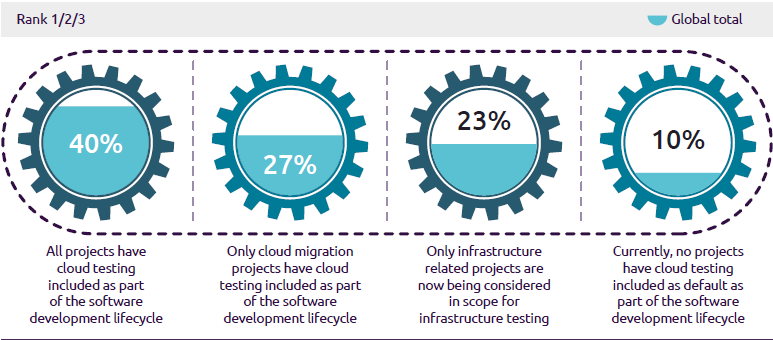 Rank 1/2/3
Global total
40%
27%
23%
10%
All projects have
cloud testing
included as part
of the software
development lifecycle
Only cloud migration
projects have cloud
testing included as part
of the software
development lifecycle
Only infrastructure
related projects are
now being considered
in scope for
infrastructure testing
Currently, no projects
have cloud testing
included as default as
part of the software
development lifecycle